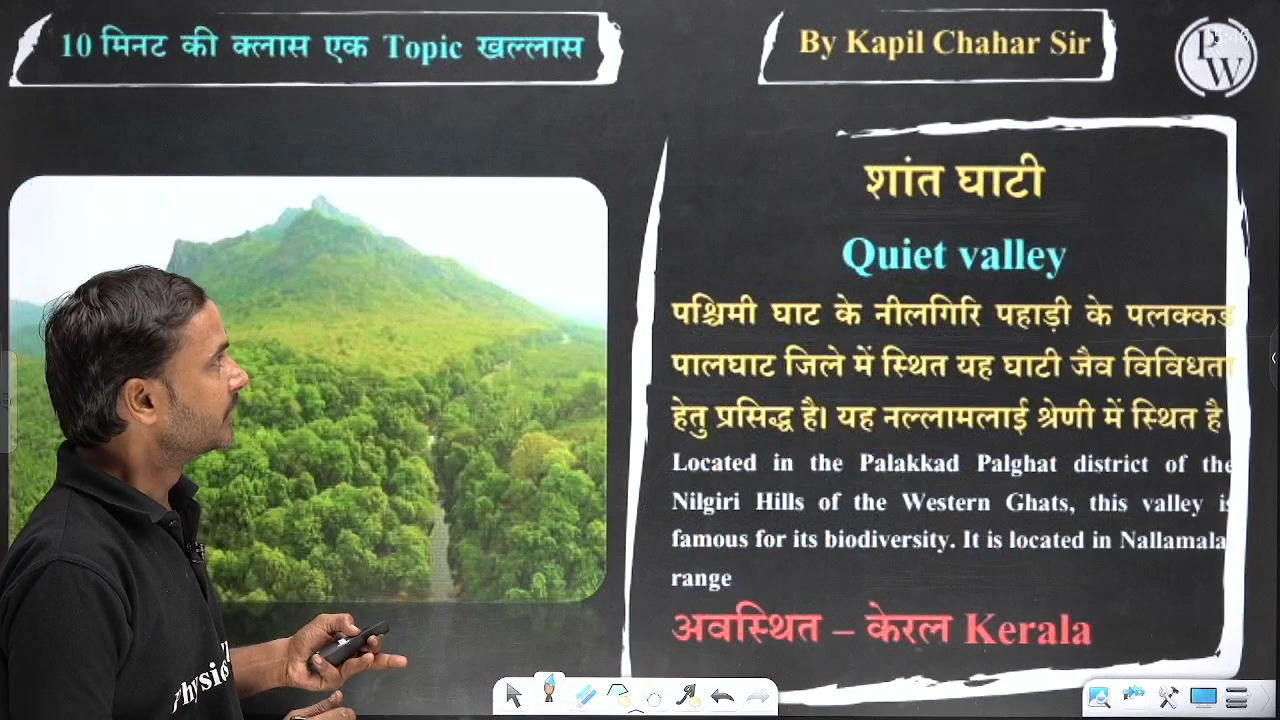 10 मिनट की क्लास एक Topic खल्लास
By Kapil Chahar Sir
PW
शांत घाटी
Quiet valley
पश्चिमी घाट के नीलगिरि पहाड़ी के पलक्कड़
पालघाट जिले में स्थित यह घाटी जैव विविधता
हेतु प्रसिद्ध है। यह नल्लामलाई श्रेणी में स्थित है
Located in the Palakkad Palghat district of the
Nilgiri Hills of the Western Ghats, this valley is
famous for its biodiversity. It is located in Nallamala
range
अवस्थित – केरल Kerala